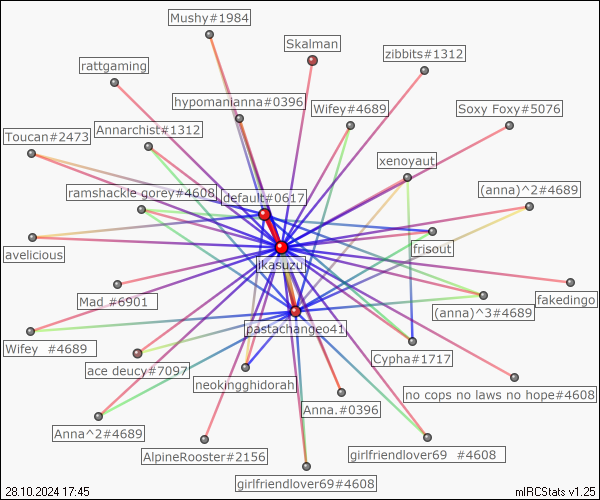 Mushy#1984
Skalman
zibbits#1312
rattgaming
hypomanianna#0396
Wifey#4689
Soxy Foxy#5076
Toucan#2473
Annarchist#1312
xenoyaut
ramshackle gorey#4608
default#0617
(anna)^2#4689
avelicious
ikasuzu
frisout
Mad #6901
(anna)^3#4689
fakedingo
pastachangeo41
Wifey #4689
ace deucy#7097
Cypha#1717
neokingghidorah
no cops no laws no hope#4608
Anna.#0396
Anna^2#4689
AlpineRooster#2156
girlfriendlover69 #4608
girlfriendlover69#4608
28.10.2024 17:45
mIRCStats v1.25